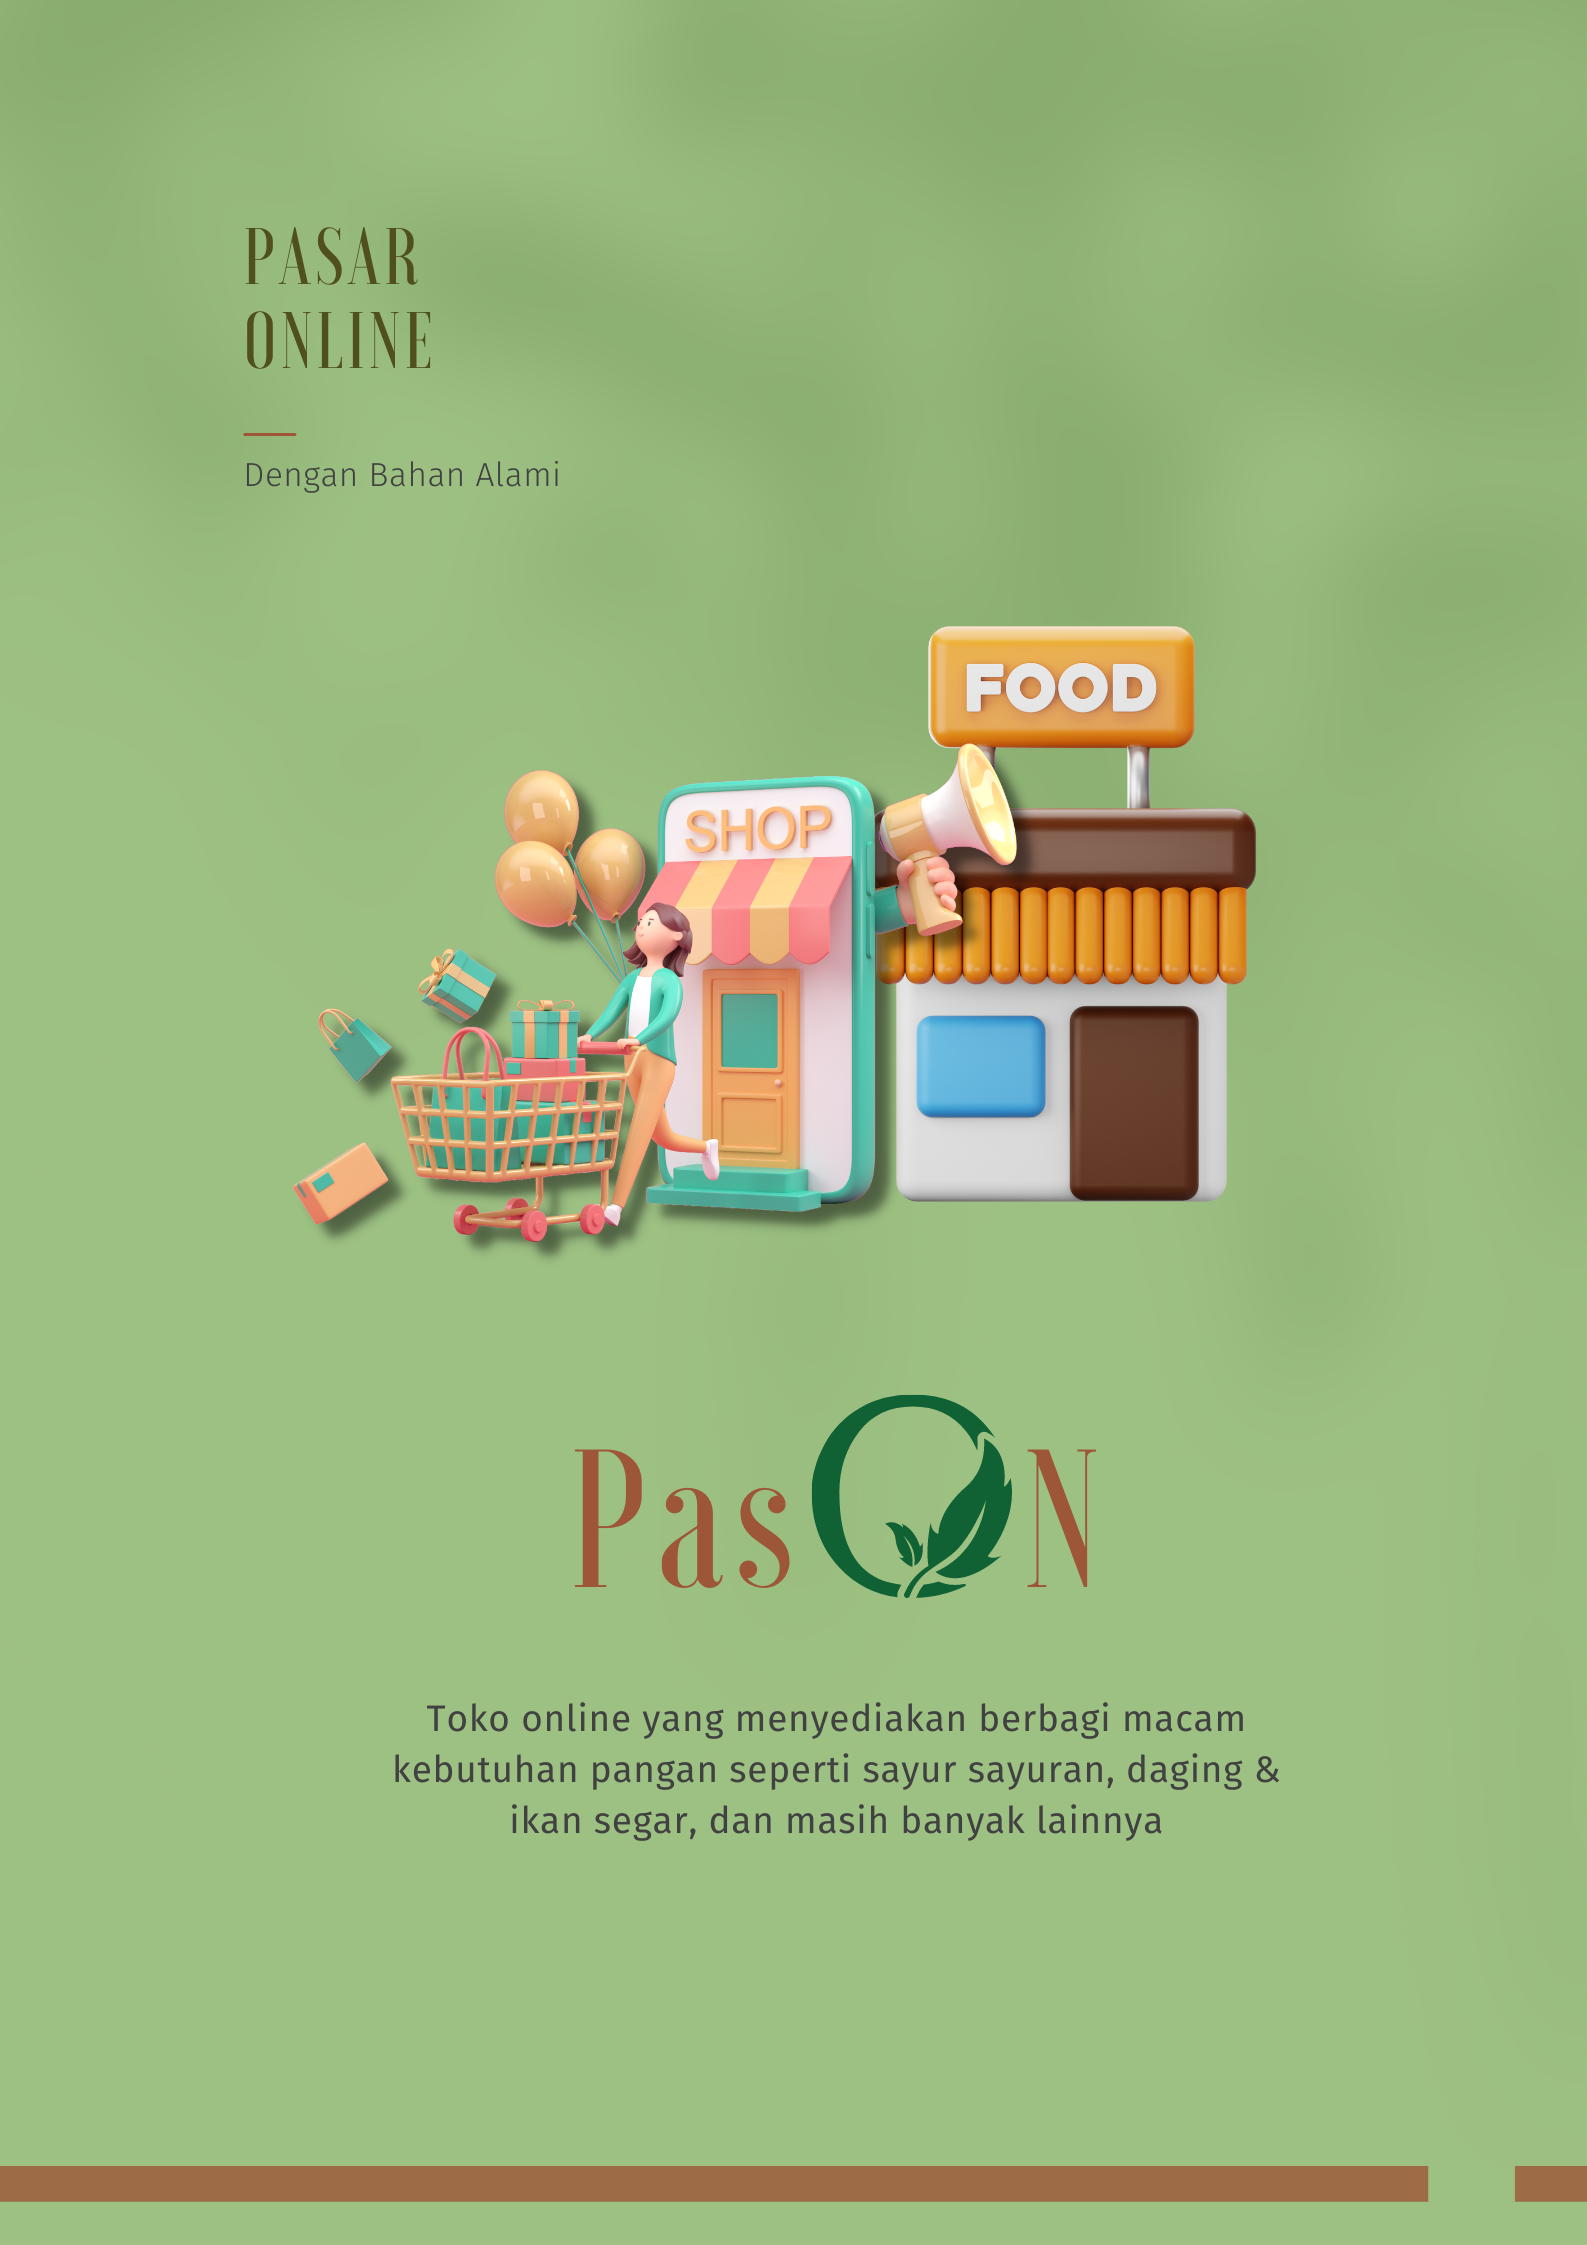 PASAR
ONLINE
Dengan Bahan Alami
FOOD
SHOP
PasON
Toko online yang menyediakan berbagi macam
kebutuhan pangan seperti sayur sayuran, daging &
ikan segar, dan masih banyak lainnya